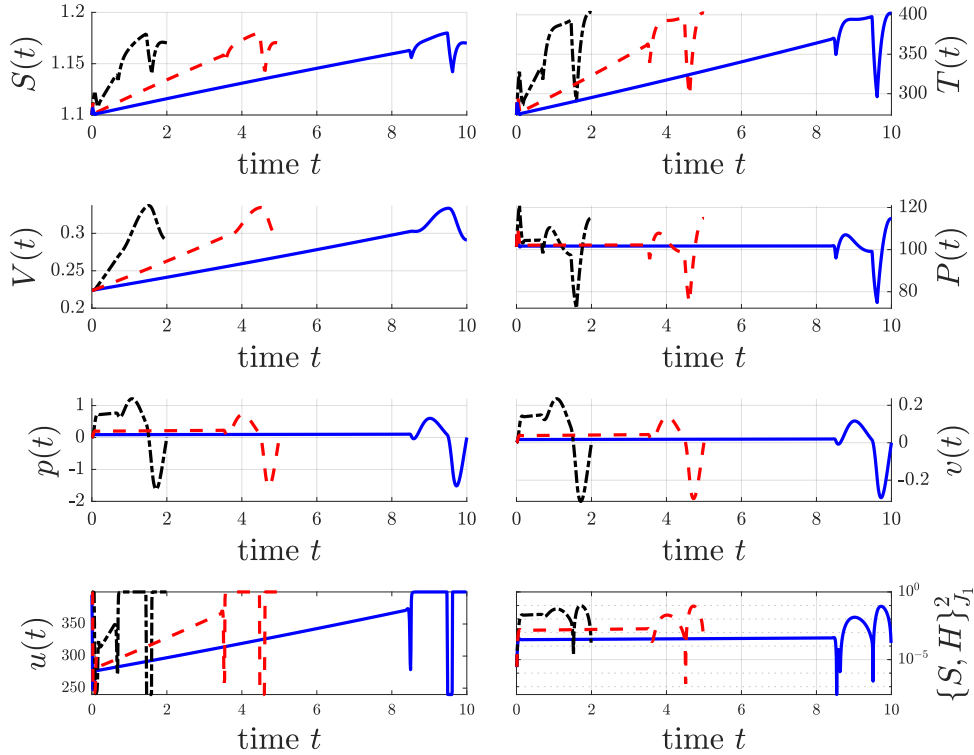 1.2
1.15
1.1
S(t)
0 2 4 6 8 10
time t
400
350
300
T(t)
0 2 4 6 8 10
time t
0.3
0.25
0.2
V(t)
0 2 4 6 8 10
time t
120
100
80
P(t)
0 2 4 6 8 10
time t
1
0
-1
-2
p(t)
0 2 4 6 8 10
time t
0.2
0
-0.2
v(t)
0 2 4 6 8 10
time t
350
300
250
u(t)
0 2 4 6 8 10
time t
10⁰
10⁻⁵
{S, H}²_{J₁}
0 2 4 6 8 10
time t